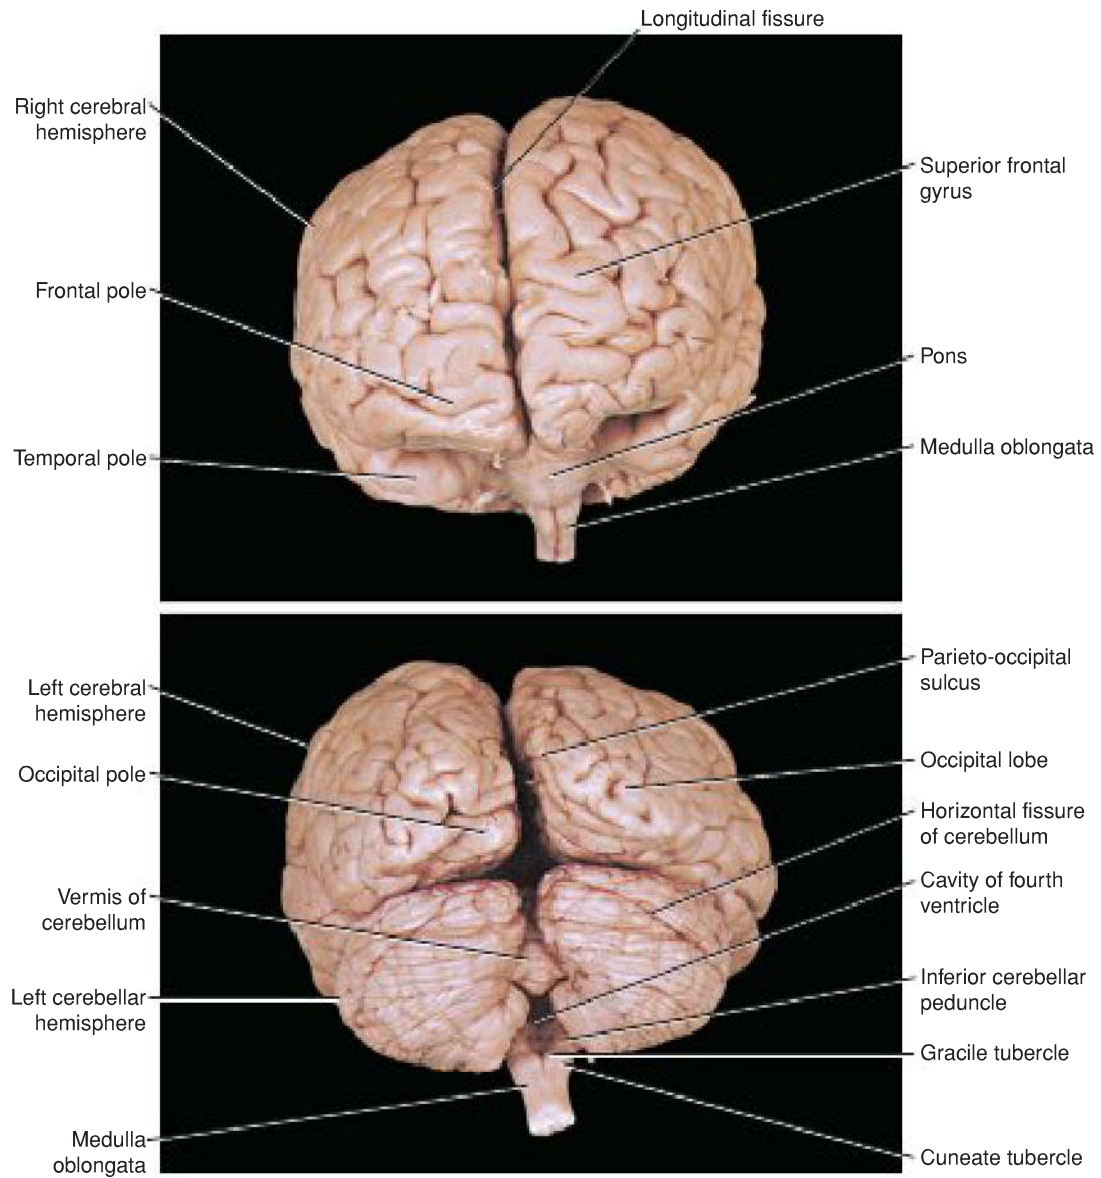 Longitudinal fissure
Right cerebral
hemisphere
Superior frontal
gyrus
Frontal pole
Pons
Medulla oblongata
Temporal pole
Parieto-occipital
sulcus
Left cerebral
hemisphere
Occipital lobe
Occipital pole
Horizontal fissure
of cerebellum
Cavity of fourth
ventricle
Vermis of
cerebellum
Inferior cerebellar
peduncle
Left cerebellar
hemisphere
Gracile tubercle
Medulla
oblongata
Cuneate tubercle